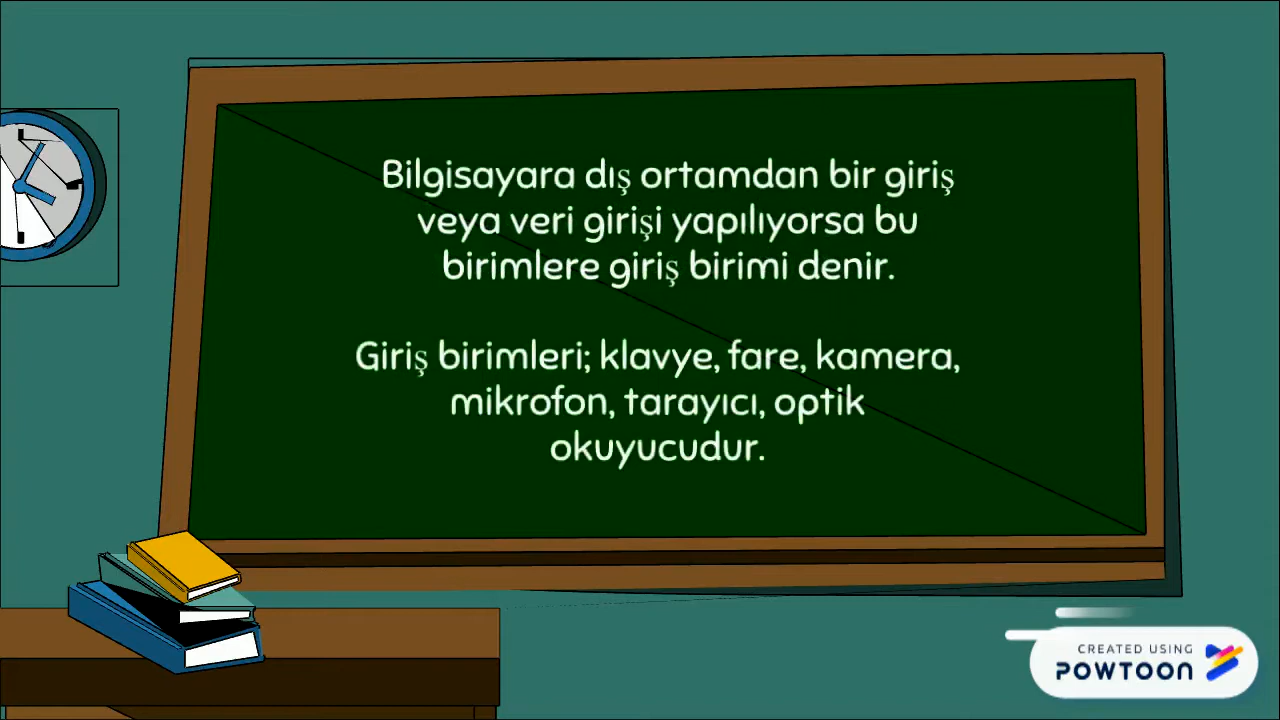 Bilgisayara dış ortamdan bir giriş
veya veri girişi yapılıyorsa bu
birimlere giriş birimi denir.
Giriş birimleri; klavye, fare, kamera,
mikrofon, tarayıcı, optik
okuyucudur.
CREATED USING
POWTOON